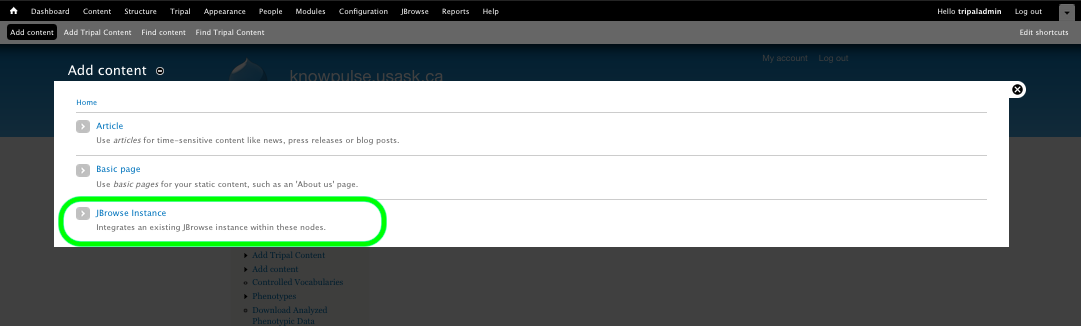 Dashboard Content Structure Tripal Appearance People Modules Configuration JBrowse Reports Help Hello tripaladmin Log out
Add content Add Tripal Content Find content Find Tripal Content Edit shortcuts
My account Log out
Add content
knowpulse.usask.ca
Home
Article
Use articles for time-sensitive content like news, press releases or blog posts.
Basic page
Use basic pages for your static content, such as an 'About us' page.
JBrowse Instance
Integrates an existing JBrowse instance within these nodes.
Add Tripal Content
Add content
Controlled Vocabularies
Phenotypes
Download Analyzed
Phenotypic Data